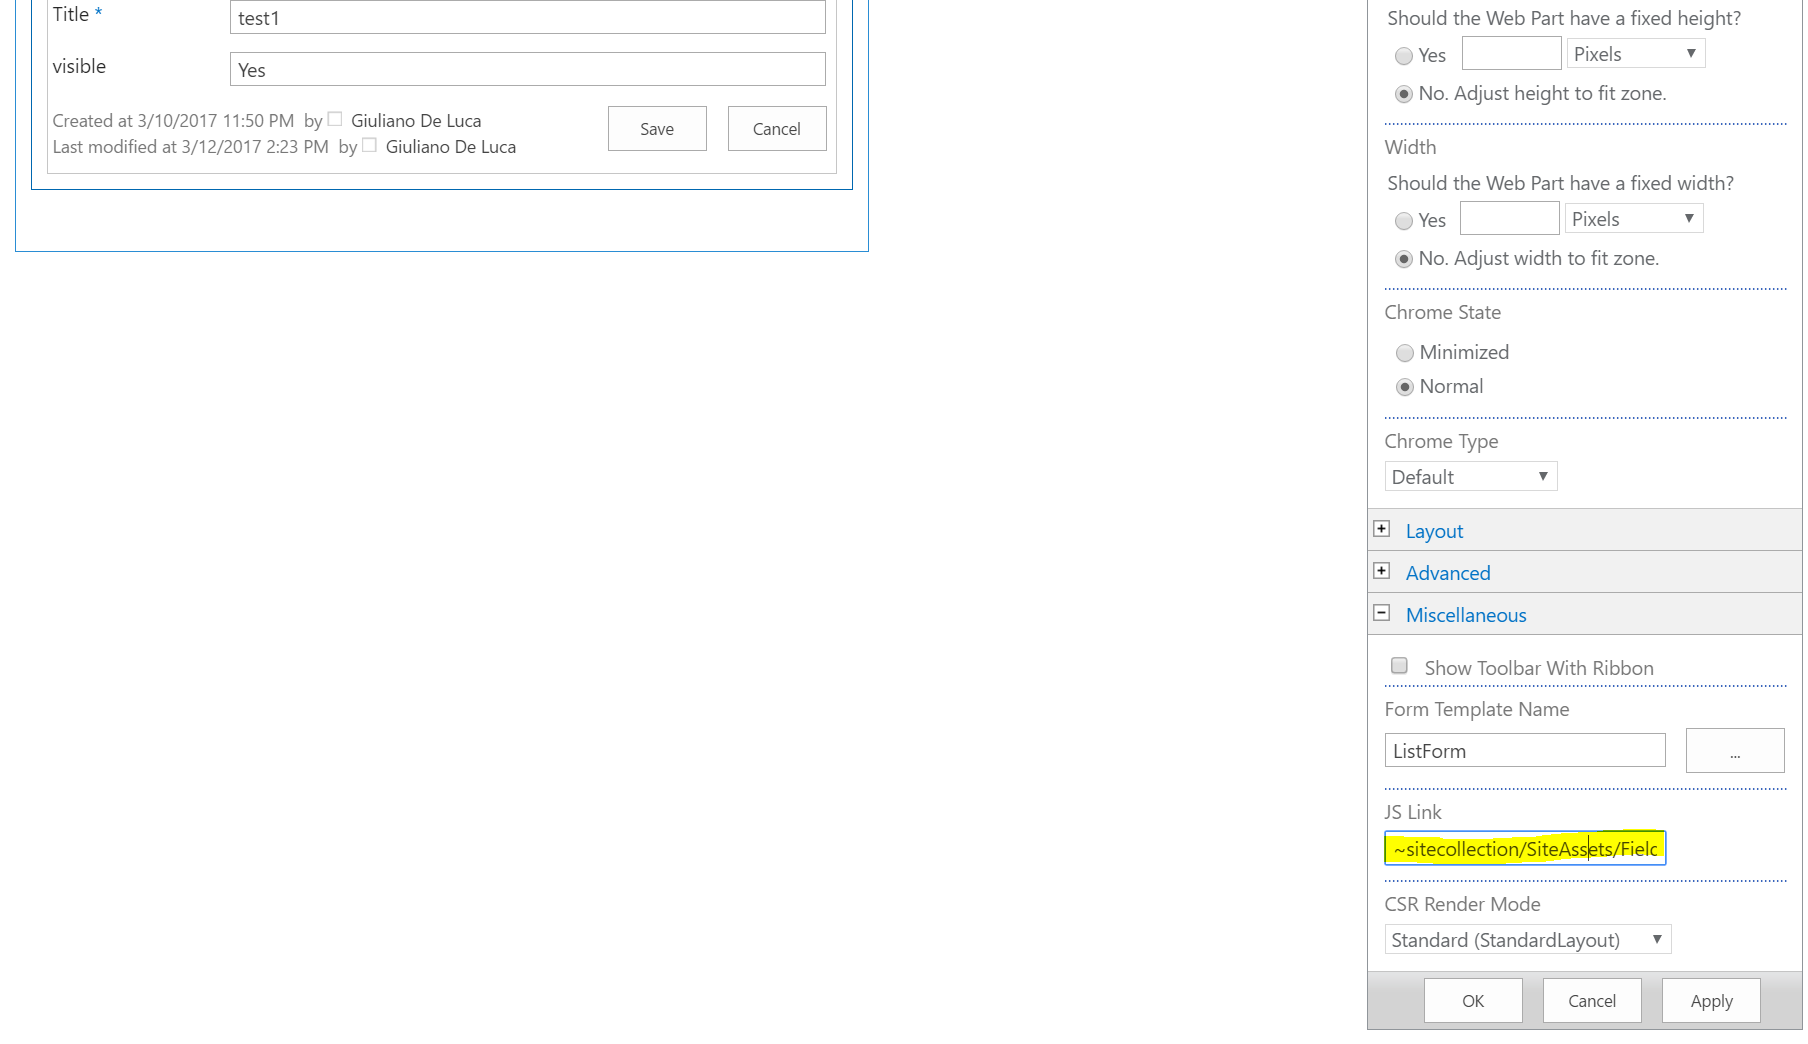 Title *
test1
visible
Yes
Created at 3/10/2017 11:50 PM by Giuliano De Luca
Last modified at 3/12/2017 2:23 PM by Giuliano De Luca
Save
Cancel
Should the Web Part have a fixed height?
Yes
Pixels
No. Adjust height to fit zone.
Width
Should the Web Part have a fixed width?
Yes
Pixels
No. Adjust width to fit zone.
Chrome State
Minimized
Normal
Chrome Type
Default
Layout
Advanced
Miscellaneous
Show Toolbar With Ribbon
Form Template Name
ListForm
...
JS Link
~sitecollection/SiteAssets/Field
CSR Render Mode
Standard (StandardLayout)
OK
Cancel
Apply